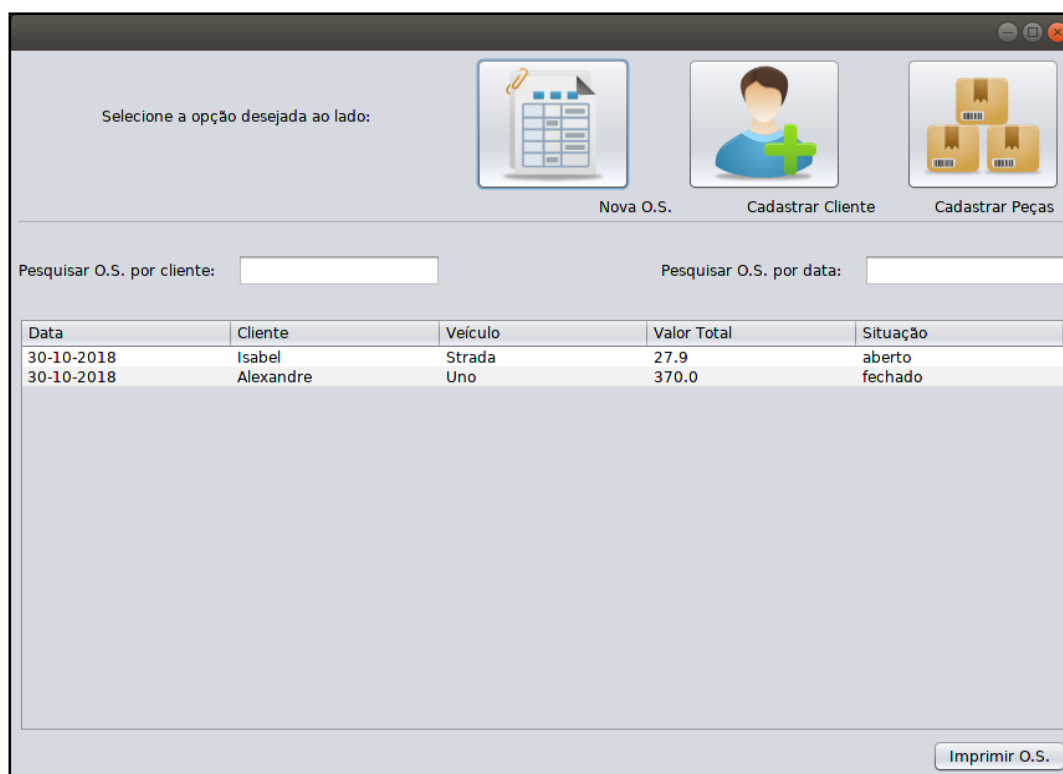 Selecione a opção desejada ao lado:
Nova O.S. Cadastrar Cliente Cadastrar Peças
Pesquisar O.S. por cliente: Pesquisar O.S. por data:
Data Cliente Veículo Valor Total Situação
30-10-2018 Isabel Strada 27.9 aberto
30-10-2018 Alexandre Uno 370.0 fechado
Imprimir O.S.